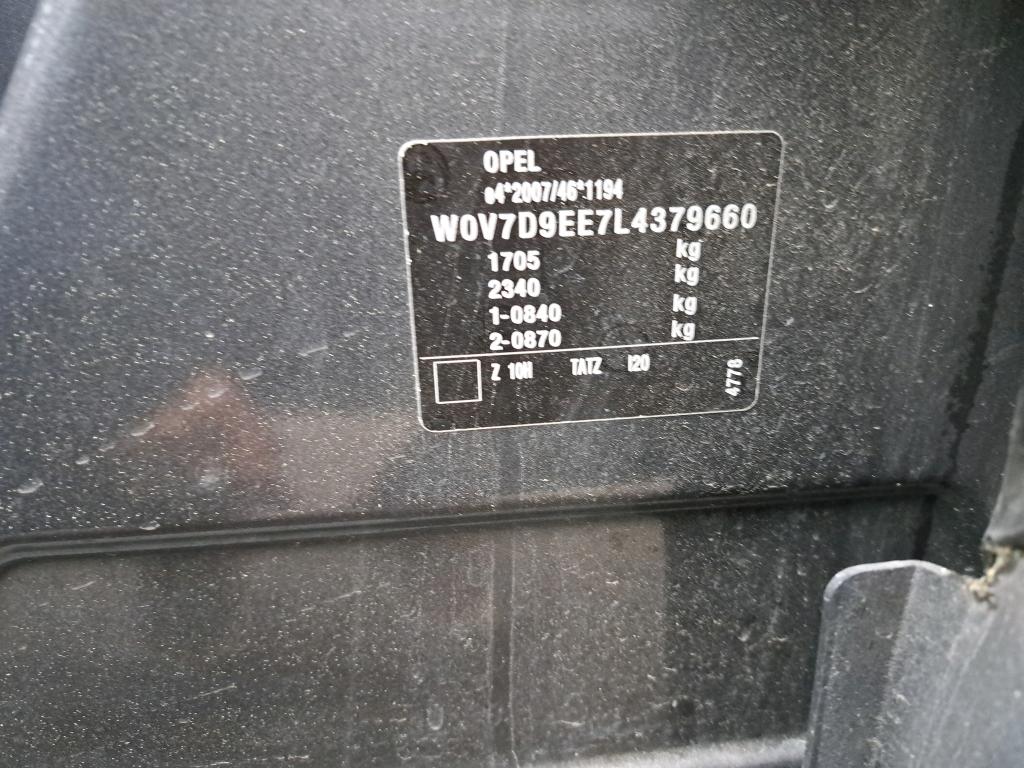 OPEL
e4*2007/46*1194
W0V7D9EE7L4379660
1705 kg
2340 kg
1-0840 kg
2-0870 kg
Z 10H TATZ I20
4778